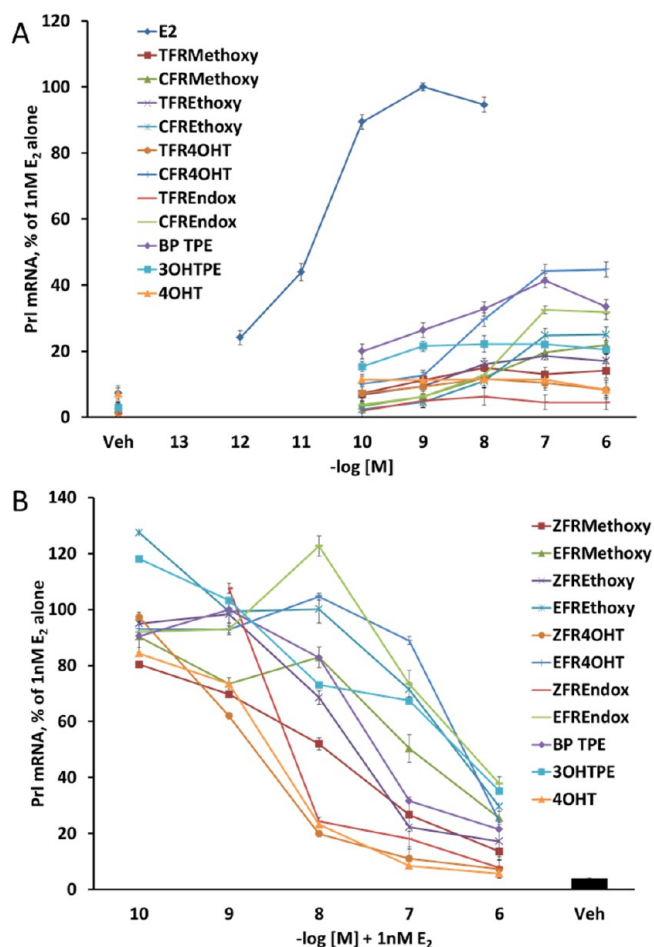 A
Prl mRNA, % of 1nM E2 alone
120
100
80
60
40
20
0
E2
TFRMethoxy
CFRMethoxy
TFREthoxy
CFREthoxy
TFR4OHT
CFR4OHT
TFREndox
CFREndox
BP TPE
3OHTPE
4OHT
Veh 13 12 11 10 9 8 7 6
-log [M]
B
Prl mRNA, % of 1nM E2 alone
140
120
100
80
60
40
20
0
ZFRMethoxy
EFRMethoxy
ZFREthoxy
EFREthoxy
ZFR4OHT
EFR4OHT
ZFREndox
EFREndox
BP TPE
3OHTPE
4OHT
10 9 8 7 6 Veh
-log [M] + 1nM E2